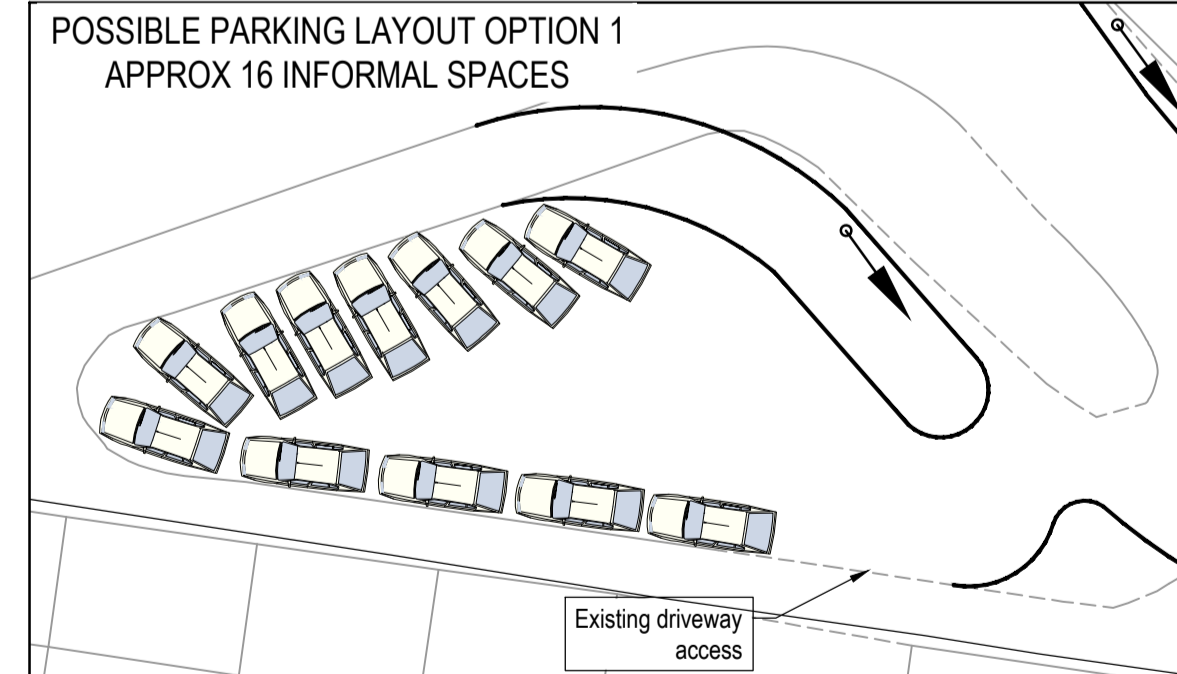 POSSIBLE PARKING LAYOUT OPTION 1
APPROX 16 INFORMAL SPACES
Existing driveway
access